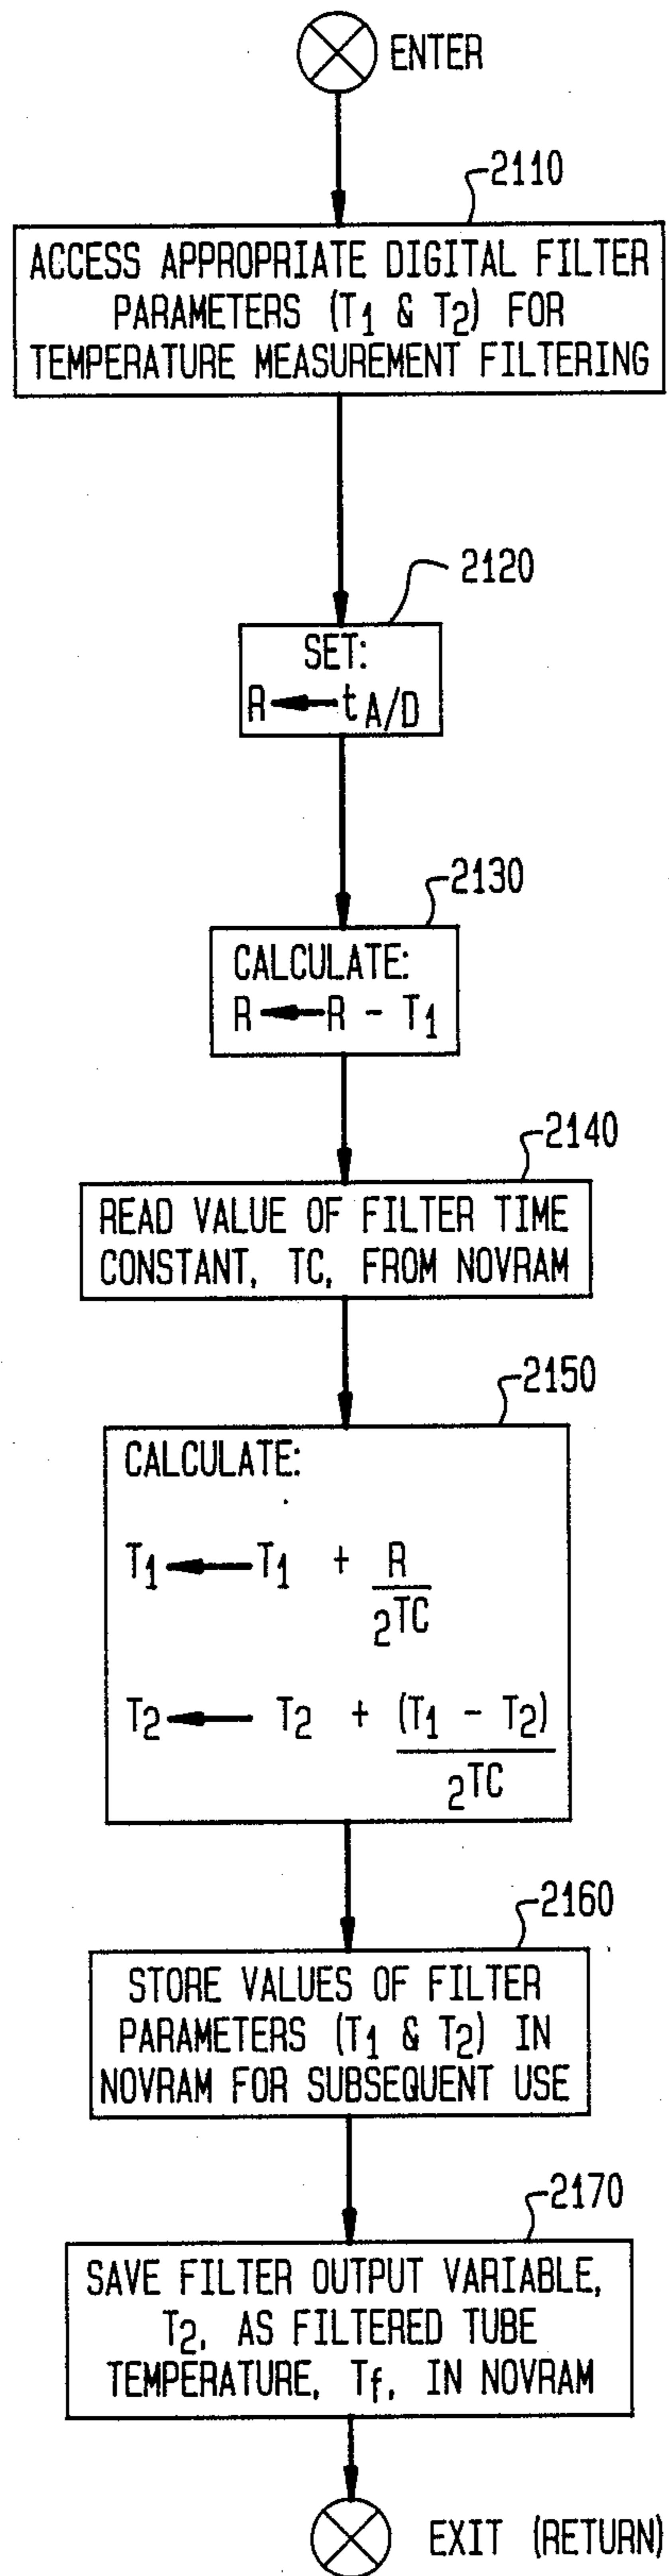 ENTER
2110
ACCESS APPROPRIATE DIGITAL FILTER
PARAMETERS (T1 & T2) FOR
TEMPERATURE MEASUREMENT FILTERING
2120
SET:
R ← t A/D
2130
CALCULATE:
R ← R - T1
2140
READ VALUE OF FILTER TIME
CONSTANT, TC, FROM NOVRAM
2150
CALCULATE:
T1 ← T1 + R
2TC
T2 ← T2 + (T1 - T2)
2TC
2160
STORE VALUES OF FILTER
PARAMETERS (T1 & T2) IN
NOVRAM FOR SUBSEQUENT USE
2170
SAVE FILTER OUTPUT VARIABLE,
T2, AS FILTERED TUBE
TEMPERATURE, Tf, IN NOVRAM
EXIT (RETURN)